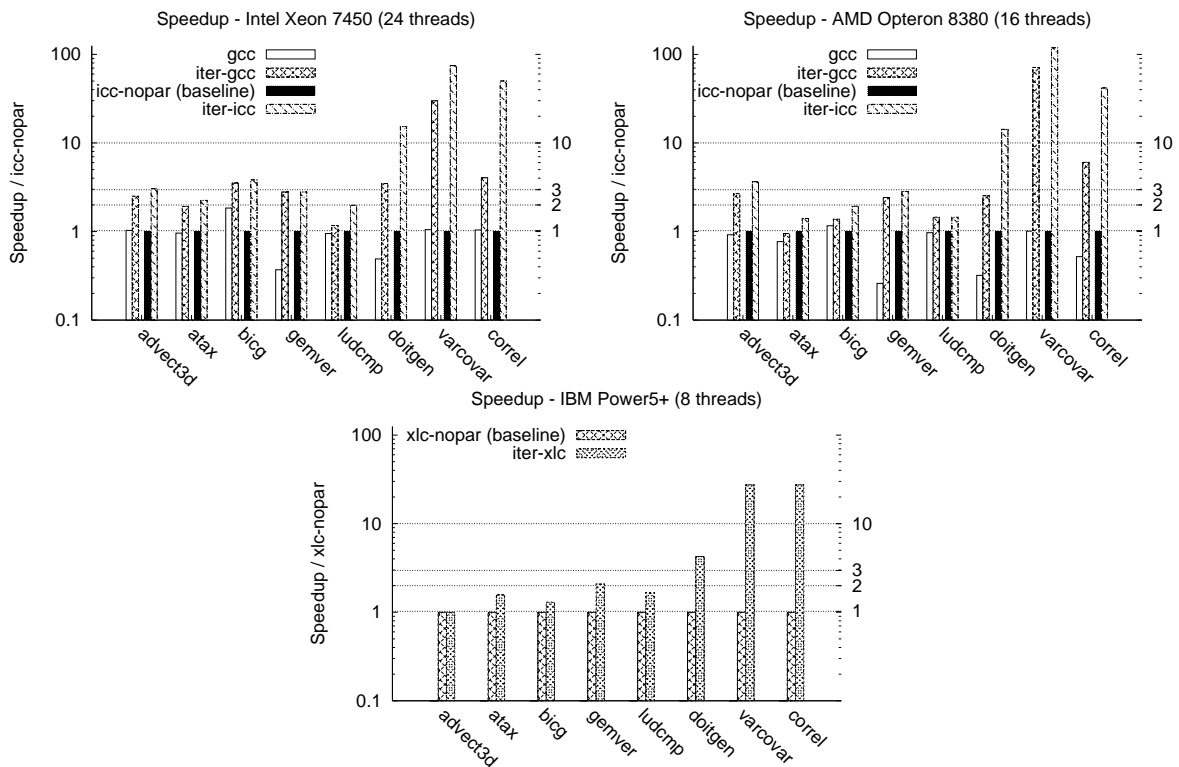 Speedup - Intel Xeon 7450 (24 threads)
Speedup / icc-nopar
100
10
1
0.1
10
3
2
1
gcc
iter-gcc
icc-nopar (baseline)
iter-icc
advect3d
atax
bicg
gemver
ludcmp
doitgen
varcovar
correl
Speedup - AMD Opteron 8380 (16 threads)
Speedup / icc-nopar
100
10
1
0.1
10
3
2
1
gcc
iter-gcc
icc-nopar (baseline)
iter-icc
advect3d
atax
bicg
gemver
ludcmp
doitgen
varcovar
correl
Speedup - IBM Power5+ (8 threads)
Speedup / xlc-nopar
100
10
1
0.1
10
3
2
1
xlc-nopar (baseline)
iter-xlc
advect3d
atax
bicg
gemver
ludcmp
doitgen
varcovar
correl